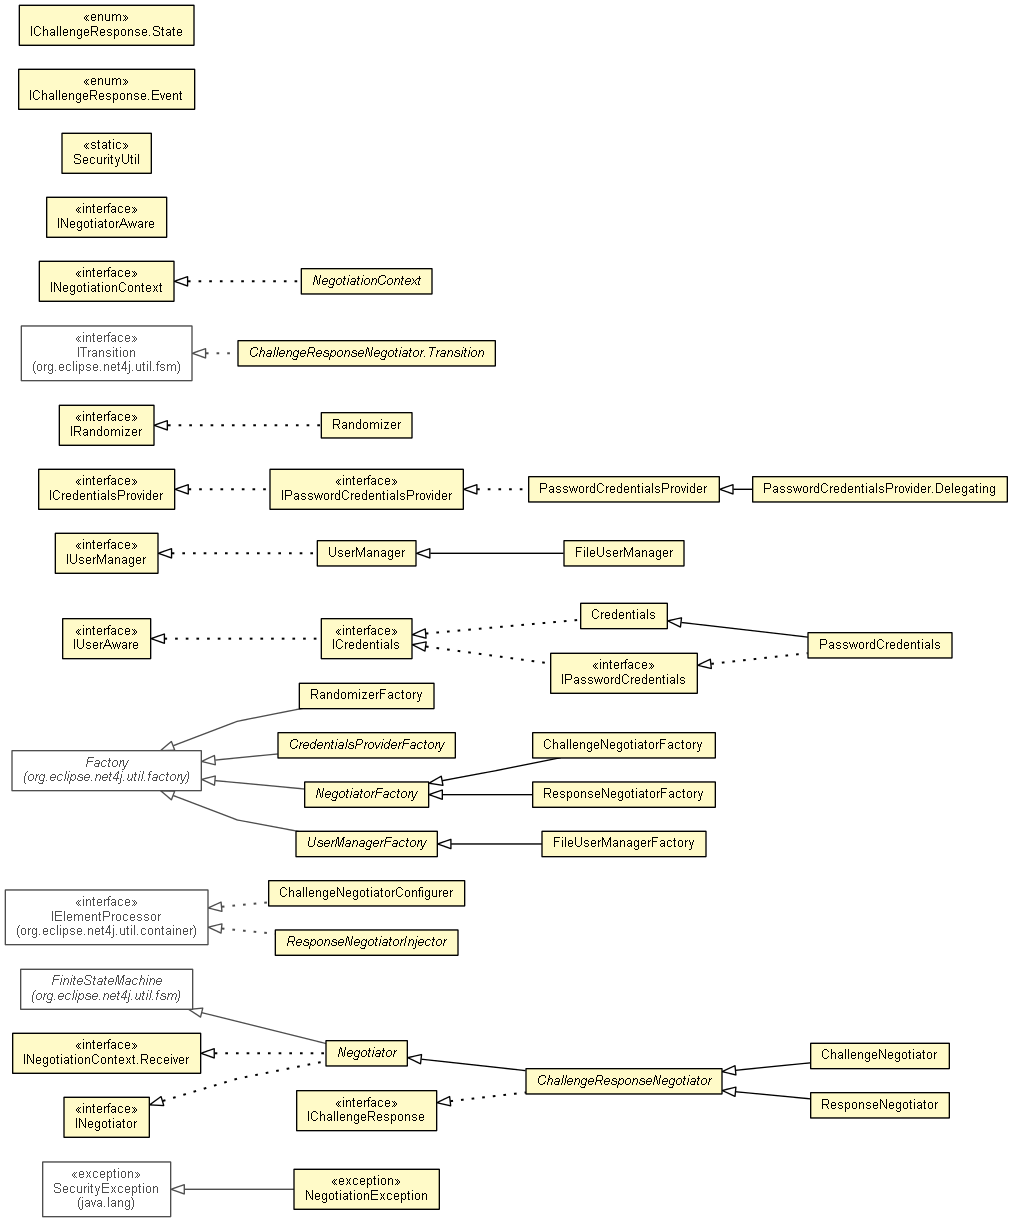 «enum»
IChallengeResponse.State
«enum»
IChallengeResponse.Event
«static»
SecurityUtil
«interface»
INegotiatorAware
«interface»
INegotiationContext
NegotiationContext
«interface»
ITransition
(org.eclipse.net4j.util.fsm)
ChallengeResponseNegotiator.Transition
«interface»
IRandomizer
Randomizer
«interface»
ICredentialsProvider
«interface»
IPasswordCredentialsProvider
PasswordCredentialsProvider
PasswordCredentialsProvider.Delegating
«interface»
IUserManager
UserManager
FileUserManager
«interface»
IUserAware
«interface»
ICredentials
Credentials
«interface»
IPasswordCredentials
PasswordCredentials
RandomizerFactory
Factory
(org.eclipse.net4j.util.factory)
CredentialsProviderFactory
NegotiatorFactory
ChallengeNegotiatorFactory
ResponseNegotiatorFactory
UserManagerFactory
FileUserManagerFactory
«interface»
IElementProcessor
(org.eclipse.net4j.util.container)
ChallengeNegotiatorConfigurer
ResponseNegotiatorInjector
FiniteStateMachine
(org.eclipse.net4j.util.fsm)
«interface»
INegotiationContext.Receiver
Negotiator
«interface»
INegotiator
«interface»
IChallengeResponse
ChallengeResponseNegotiator
ChallengeNegotiator
ResponseNegotiator
«exception»
SecurityException
(java.lang)
«exception»
NegotiationException